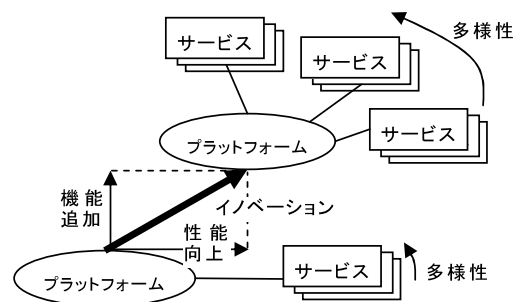 サービス
多様性
サービス
サービス
プラットフォーム
機能
追加
イノベーション
性能
向上
プラットフォーム
サービス
多様性